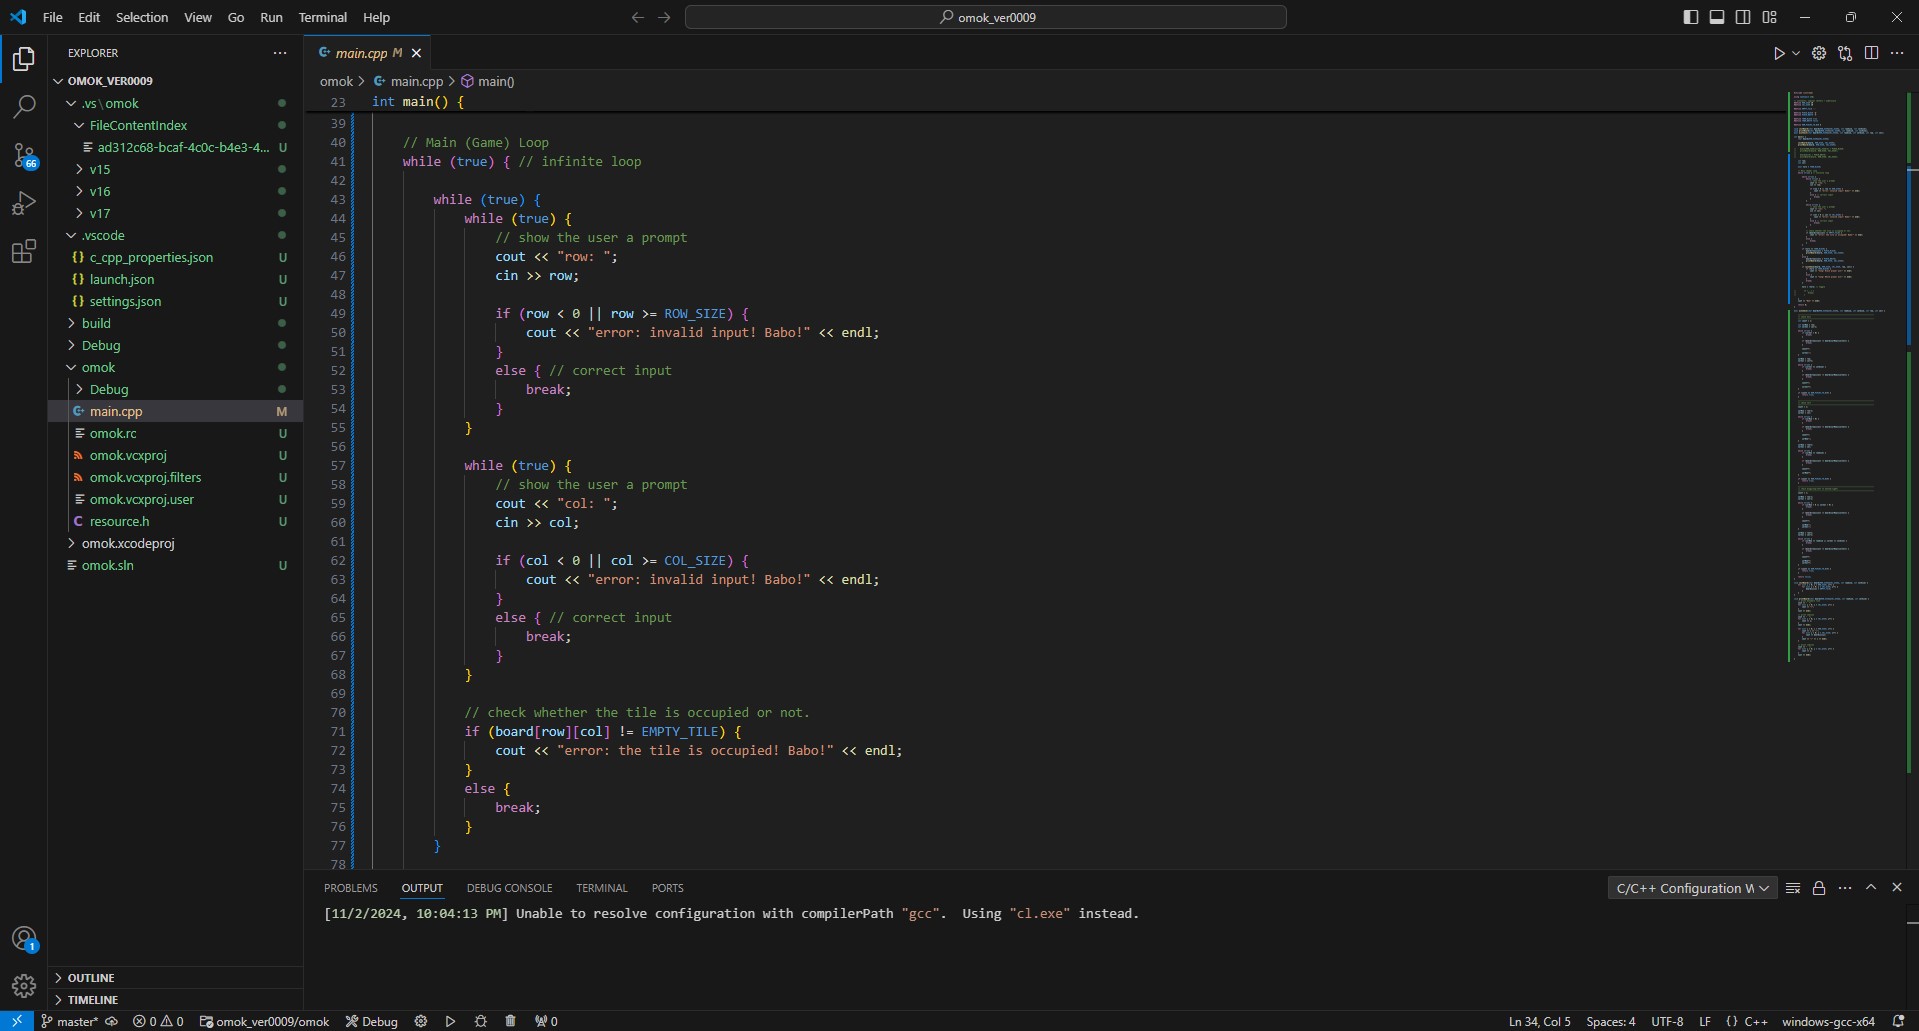 File Edit Selection View Go Run Terminal Help omok_ver0009
EXPLORER
OMOK_VER0009
.vs\omok
FileContentIndex
ad312c68-bcaf-4c0c-b4e3-4... U
v15
v16
v17
.vscode
c_cpp_properties.json U
launch.json U
settings.json U
build
Debug
omok
Debug
main.cpp M
omok.rc U
omok.vcxproj U
omok.vcxproj.filters U
omok.vcxproj.user U
resource.h U
omok.xcodeproj
omok.sln U
OUTLINE
TIMELINE
66
1
main.cpp M
omok > main.cpp > main()
23 int main() {
39
40 // Main (Game) Loop
41 while (true) { // infinite loop
42
43 while (true) {
44 while (true) {
45 // show the user a prompt
46 cout << "row: ";
47 cin >> row;
48
49 if (row < 0 || row >= ROW_SIZE) {
50 cout << "error: invalid input! Babo!" << endl;
51 }
52 else { // correct input
53 break;
54 }
55 }
56
57 while (true) {
58 // show the user a prompt
59 cout << "col: ";
60 cin >> col;
61
62 if (col < 0 || col >= COL_SIZE) {
63 cout << "error: invalid input! Babo!" << endl;
64 }
65 else { // correct input
66 break;
67 }
68 }
69
70 // check whether the tile is occupied or not.
71 if (board[row][col] != EMPTY_TILE) {
72 cout << "error: the tile is occupied! Babo!" << endl;
73 }
74 else {
75 break;
76 }
77 }
78
PROBLEMS OUTPUT DEBUG CONSOLE TERMINAL PORTS C/C++ Configuration
[11/2/2024, 10:04:13 PM] Unable to resolve configuration with compilerPath "gcc".  Using "cl.exe" instead.
master* 0 0 omok_ver0009/omok Debug 0 Ln 34, Col 5 Spaces: 4 UTF-8 LF {} C++ windows-gcc-x64